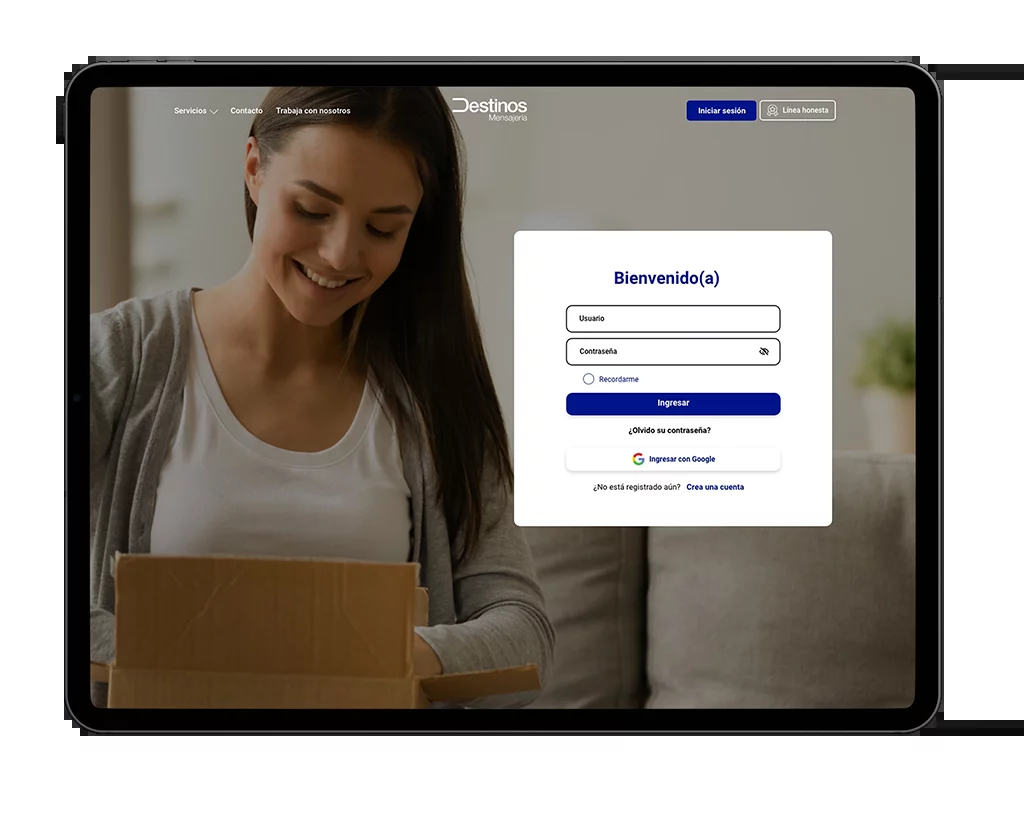 Servicios
Contacto
Trabaja con nosotros
Destinos
Mensajería
Iniciar sesión
Línea honesta
Bienvenido(a)
Usuario
Contraseña
Recordarme
Ingresar
¿Olvido su contraseña?
Ingresar con Google
¿No está registrado aún? Crea una cuenta